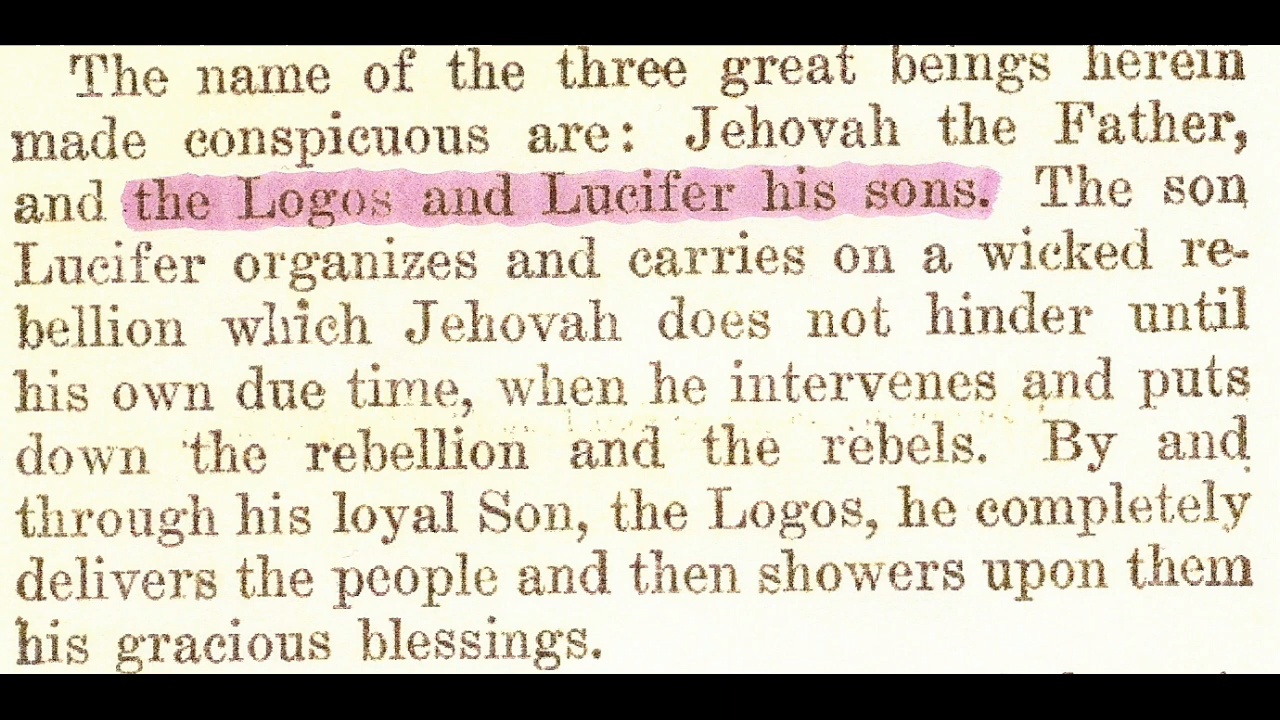 The name of the three great beings herein
made conspicuous are: Jehovah the Father,
and the Logos and Lucifer his sons. The son
Lucifer organizes and carries on a wicked re-
bellion which Jehovah does not hinder until
his own due time, when he intervenes and puts
down the rebellion and the rebels. By and
through his loyal Son, the Logos, he completely
delivers the people and then showers upon them
his gracious blessings.